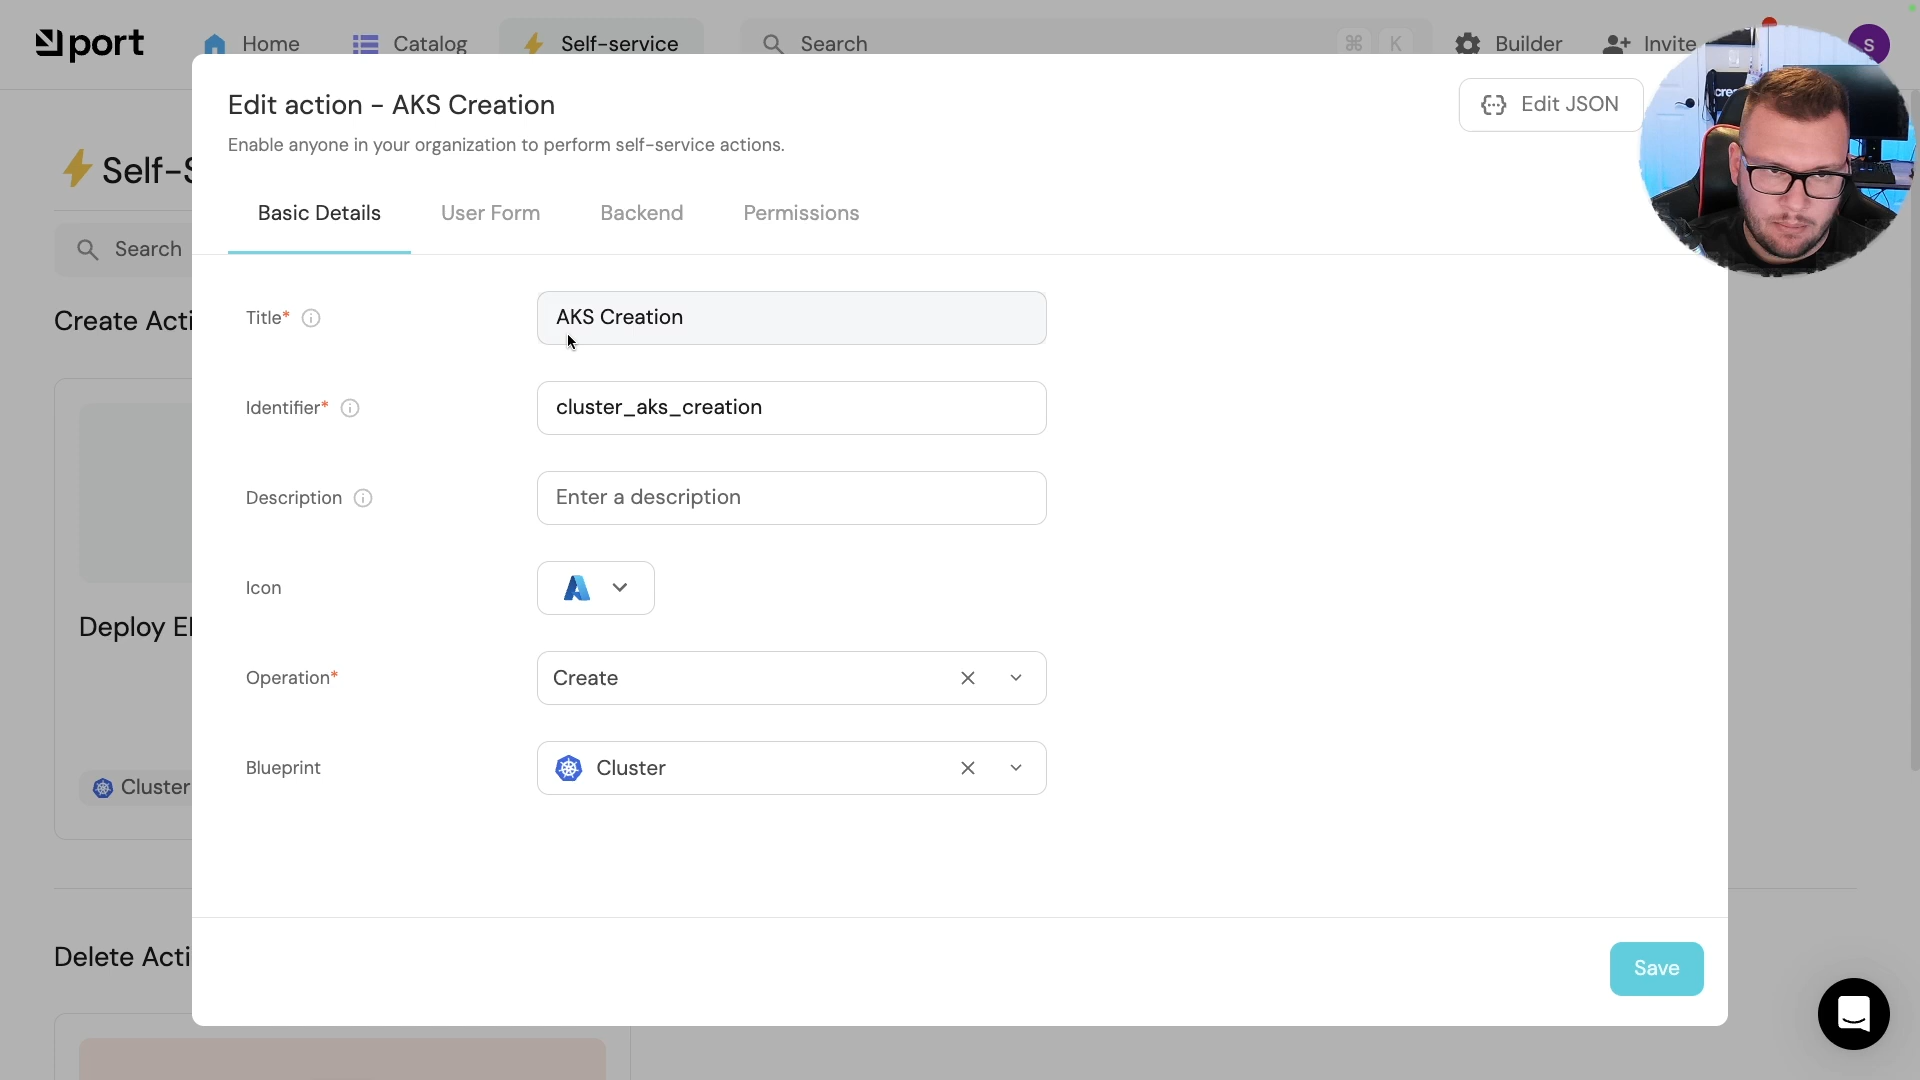 port
Home
Catalog
Self-service
Search
⌘ K
Builder
Invite
S
Edit action - AKS Creation
Enable anyone in your organization to perform self-service actions.
Edit JSON
Self-S
Basic Details
User Form
Backend
Permissions
Search
Create Acti
Title*
AKS Creation
Identifier*
cluster_aks_creation
Description
Enter a description
Icon
Deploy El
Operation*
Create
Blueprint
Cluster
Cluster
Delete Acti
Save